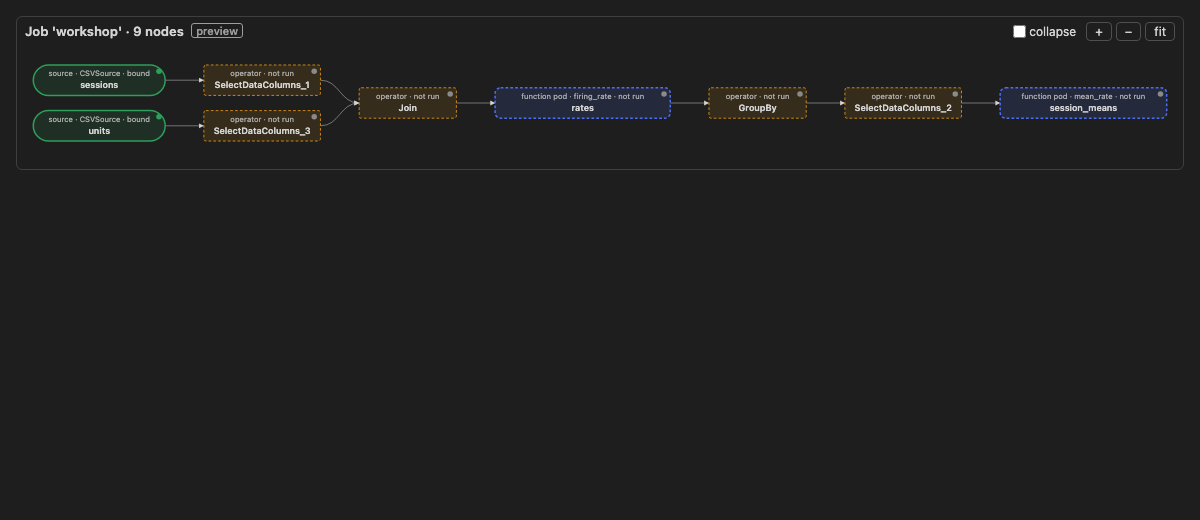 Job 'workshop' · 9 nodes preview
collapse + − fit
source · CSVSource · bound
sessions
operator · not run
SelectDataColumns_1
source · CSVSource · bound
units
operator · not run
SelectDataColumns_3
operator · not run
Join
function pod · firing_rate · not run
rates
operator · not run
GroupBy
operator · not run
SelectDataColumns_2
function pod · mean_rate · not run
session_means